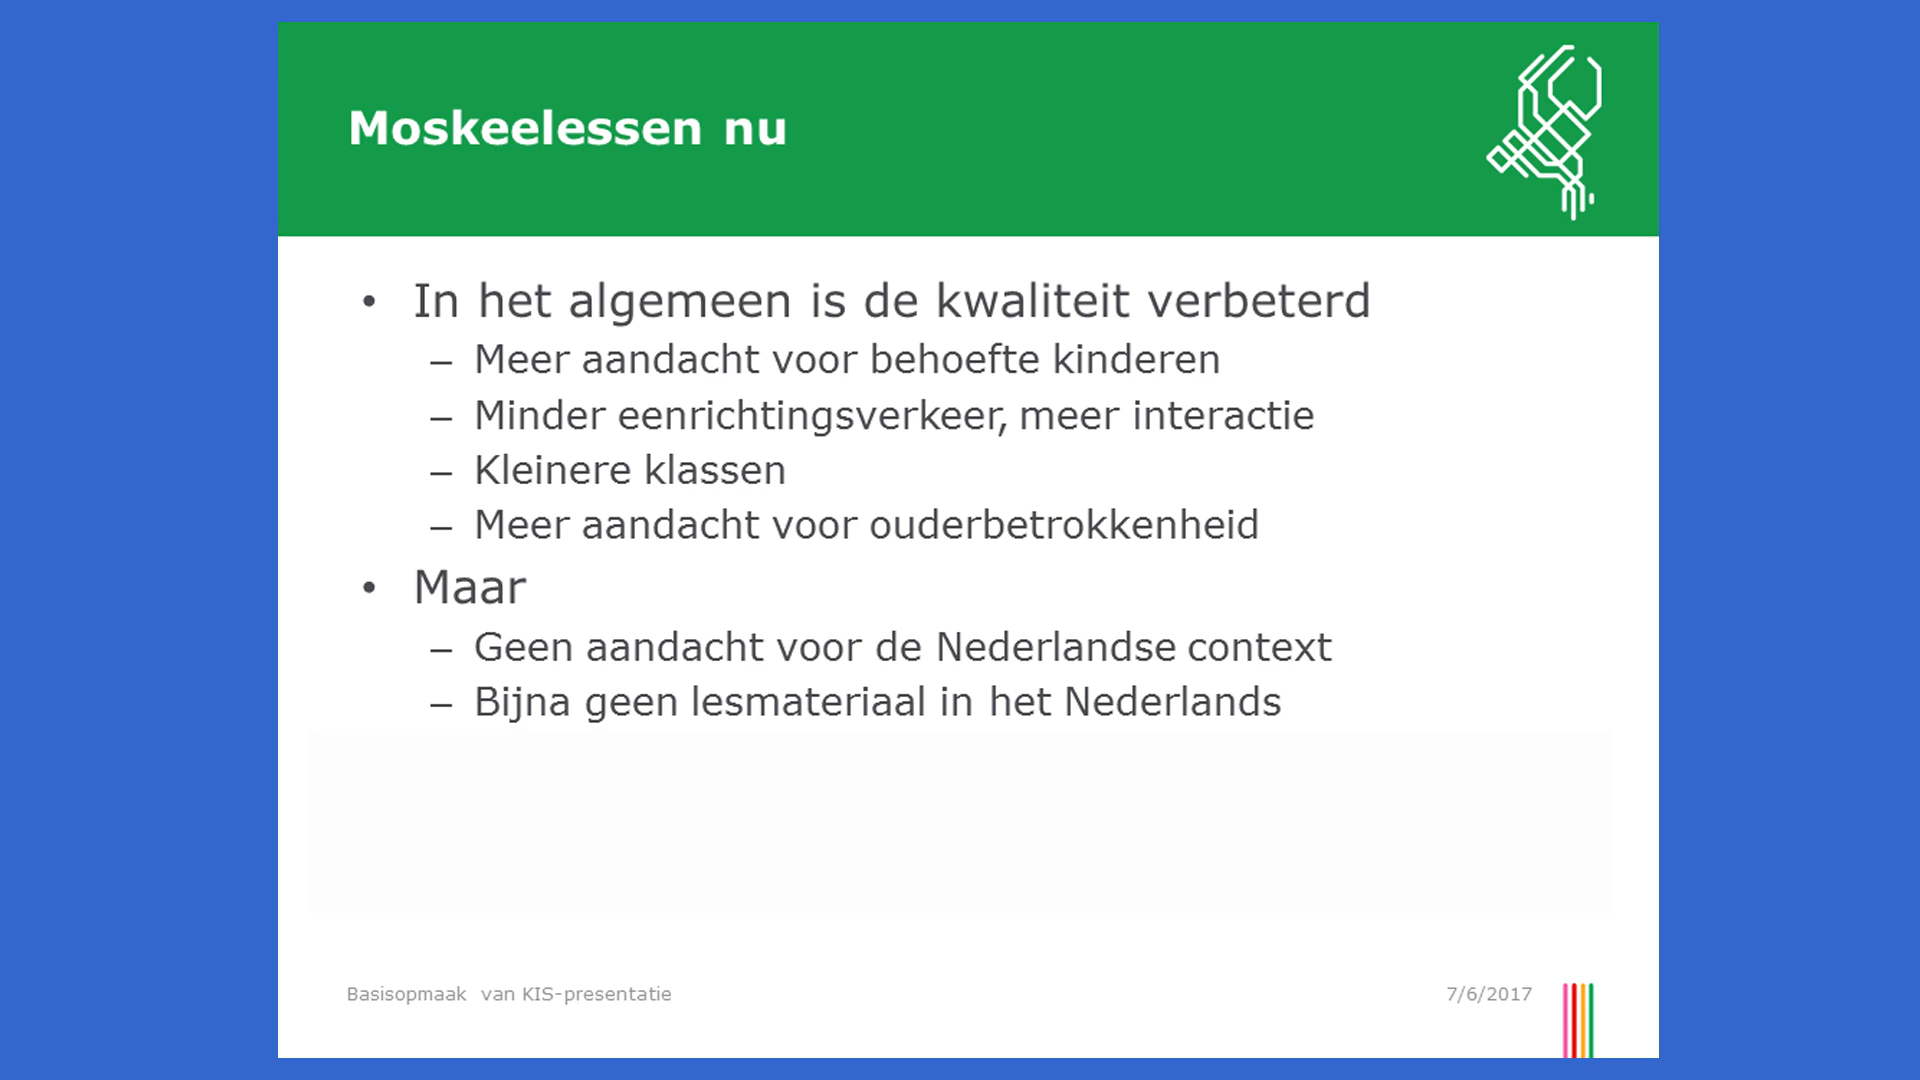 Moskeelessen nu
• In het algemeen is de kwaliteit verbeterd
– Meer aandacht voor behoefte kinderen
– Minder eenrichtingsverkeer, meer interactie
– Kleinere klassen
– Meer aandacht voor ouderbetrokkenheid
• Maar
– Geen aandacht voor de Nederlandse context
– Bijna geen lesmateriaal in het Nederlands
Basisopmaak van KIS-presentatie
7/6/2017